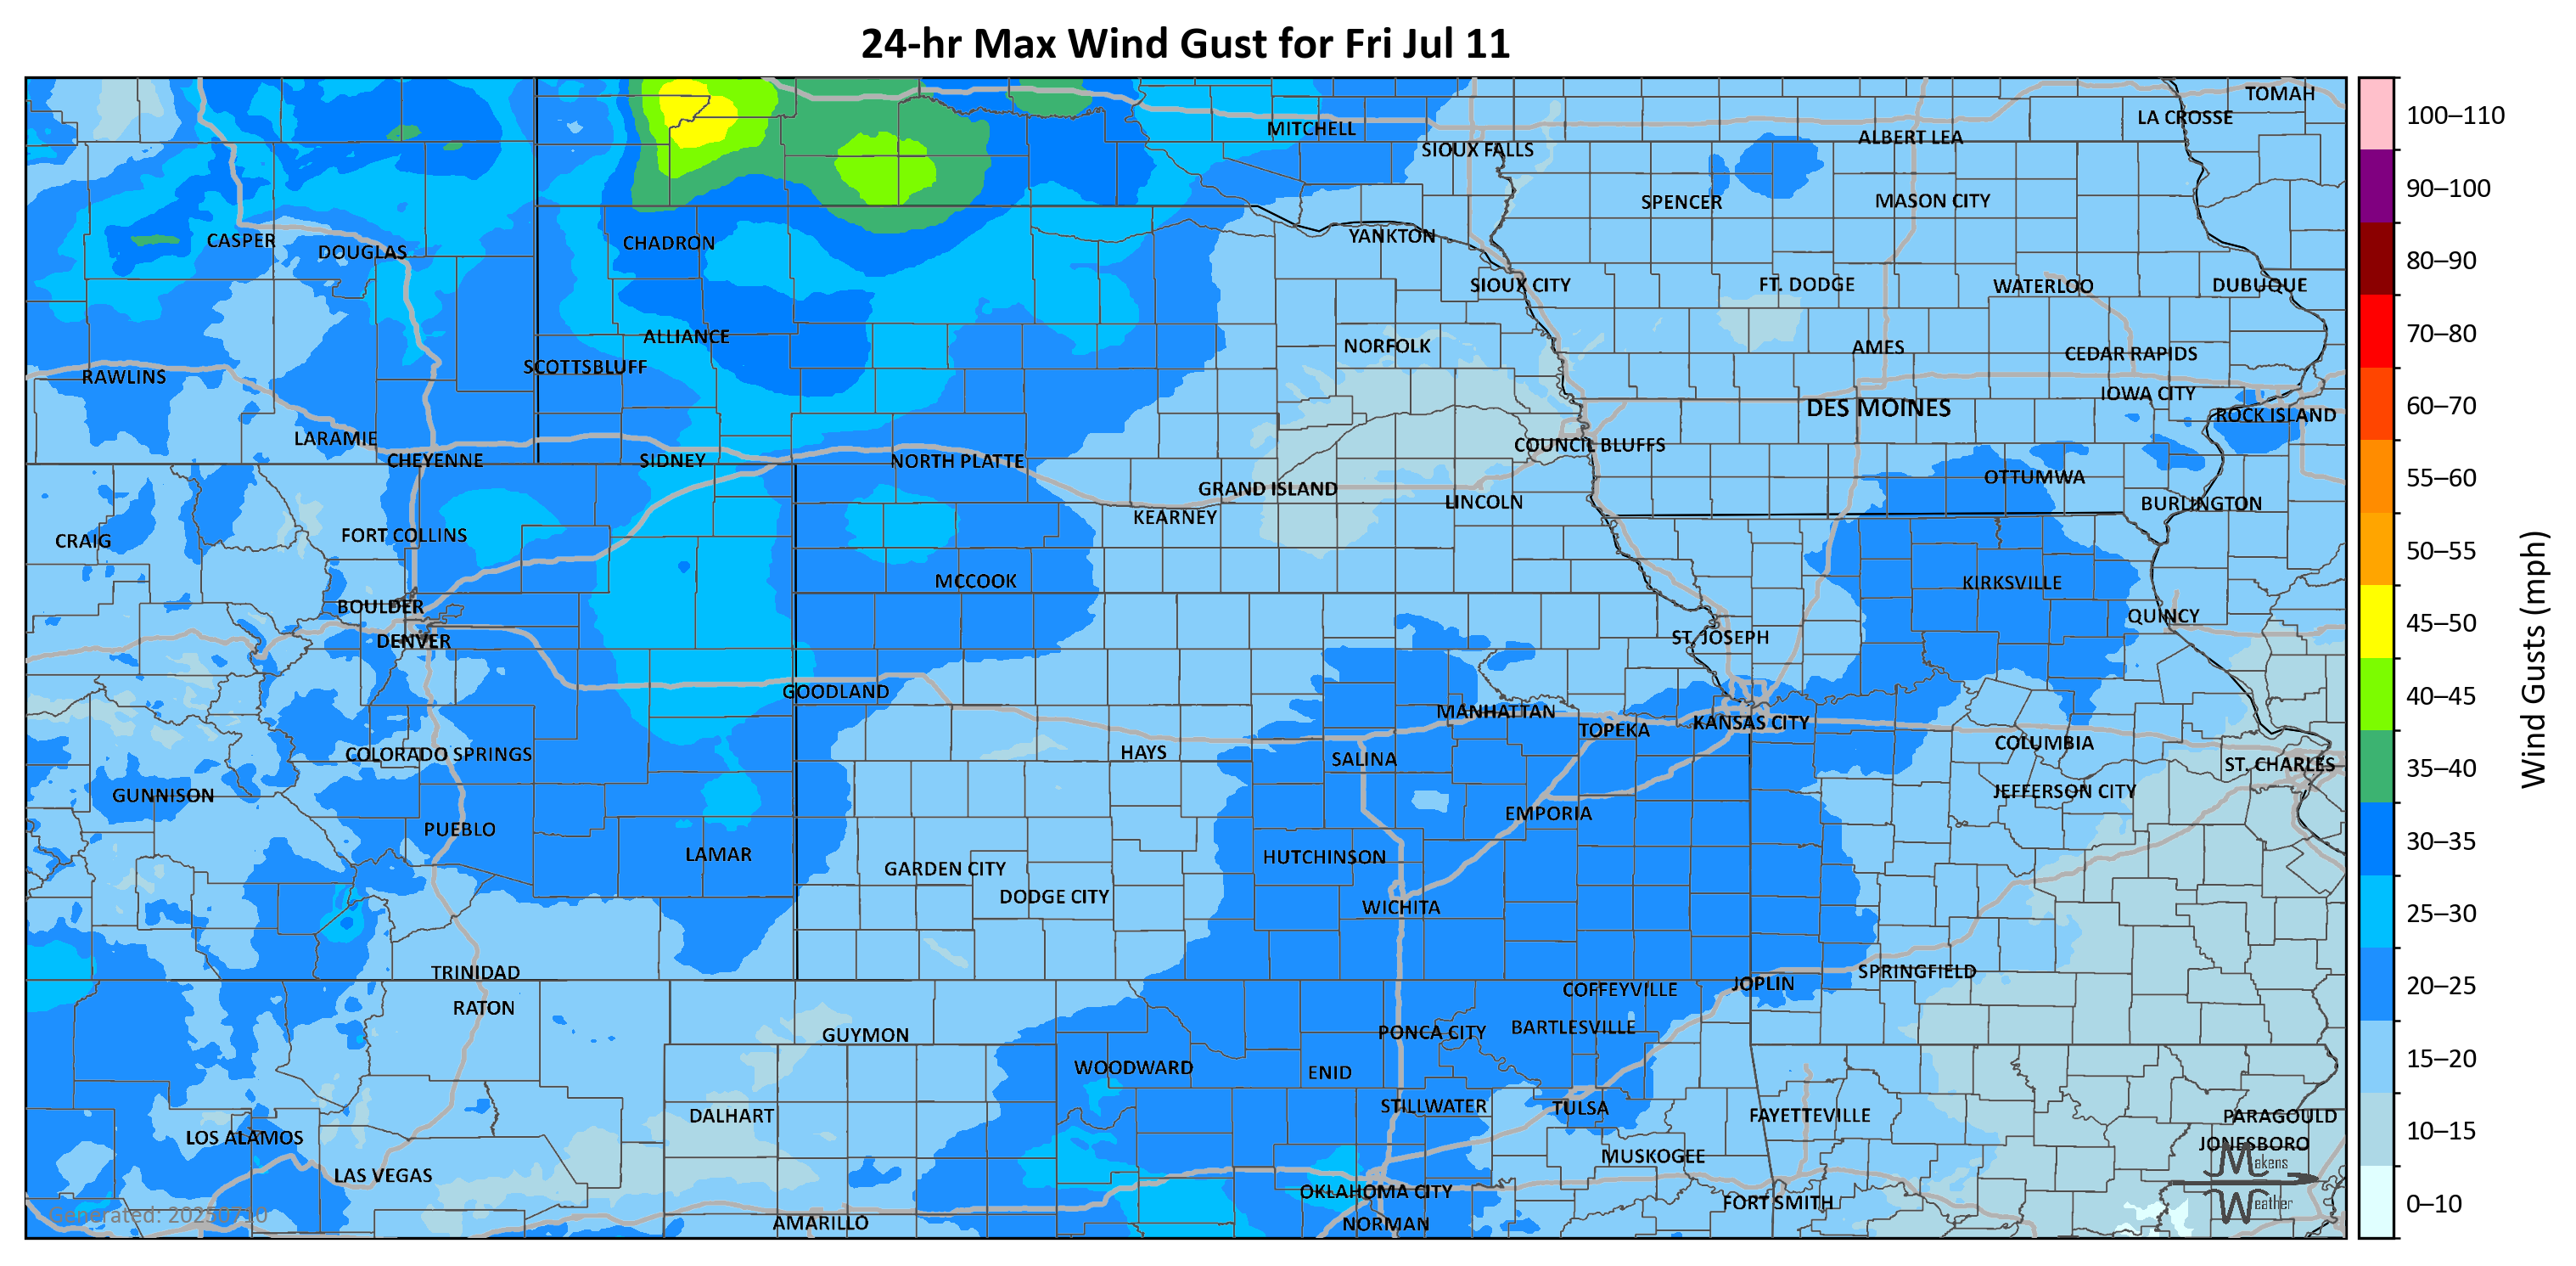 24-hr Max Wind Gust for Fri Jul 11
TOMAH
LA CROSSE
MITCHELL
ALBERT LEA
SIOUX FALLS
SPENCER
MASON CITY
CASPER
CHADRON
YANKTON
DOUGLAS
SIOUX CITY
FT. DODGE
WATERLOO
DUBUQUE
ALLIANCE
NORFOLK
AMES
CEDAR RAPIDS
SCOTTSBLUFF
RAWLINS
IOWA CITY
DES MOINES
ROCK ISLAND
LARAMIE
COUNCIL BLUFFS
CHEYENNE
SIDNEY
NORTH PLATTE
OTTUMWA
GRAND ISLAND
LINCOLN
BURLINGTON
KEARNEY
FORT COLLINS
CRAIG
MCCOOK
KIRKSVILLE
BOULDER
QUINCY
DENVER
ST. JOSEPH
GOODLAND
MANHATTAN
KANSAS CITY
TOPEKA
COLUMBIA
COLORADO SPRINGS
HAYS
SALINA
ST. CHARLES
GUNNISON
JEFFERSON CITY
EMPORIA
PUEBLO
LAMAR
HUTCHINSON
GARDEN CITY
DODGE CITY
WICHITA
TRINIDAD
SPRINGFIELD
JOPLIN
COFFEYVILLE
RATON
BARTLESVILLE
GUYMON
PONCA CITY
WOODWARD
ENID
STILLWATER
TULSA
DALHART
FAYETTEVILLE
PARAGOULD
LOS ALAMOS
JONESBORO
MUSKOGEE
LAS VEGAS
OKLAHOMA CITY
FORT SMITH
AMARILLO
NORMAN
Generated: 20250710
Makens
Weather
100–110
90–100
80–90
70–80
60–70
55–60
50–55
45–50
40–45
35–40
30–35
25–30
20–25
15–20
10–15
0–10
Wind Gusts (mph)